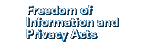 Freedom of
Information and
Privacy Acts